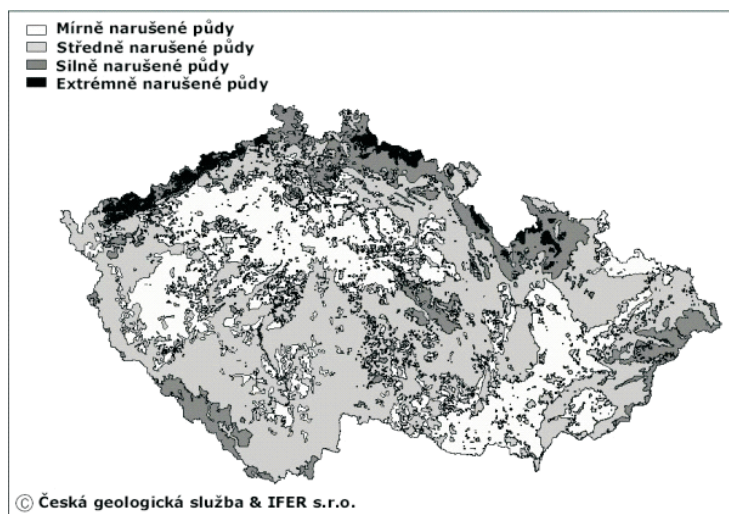 Mírně narušené půdy
Středně narušené půdy
Silně narušené půdy
Extrémně narušené půdy
© Česká geologická služba & IFER s.r.o.